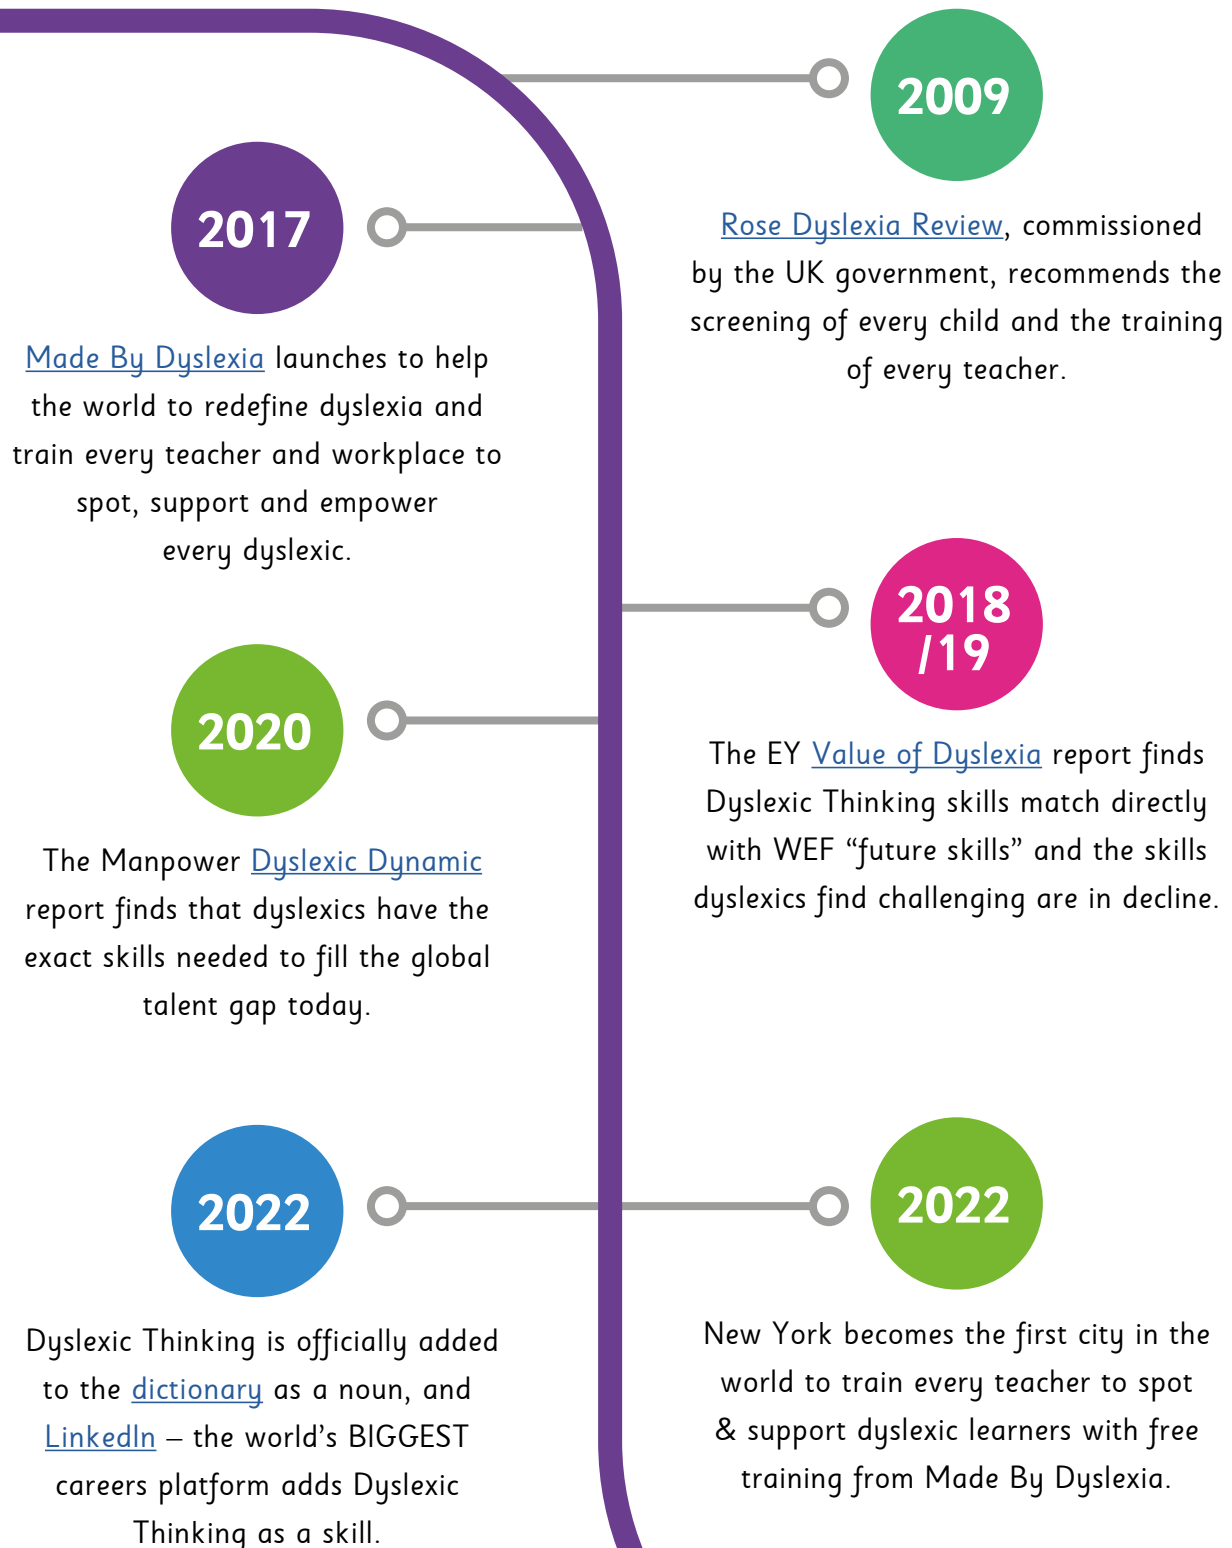 2009
Rose Dyslexia Review, commissioned
by the UK government, recommends the
screening of every child and the training
of every teacher.
2017
Made By Dyslexia launches to help
the world to redefine dyslexia and
train every teacher and workplace to
spot, support and empower
every dyslexic.
2018
/19
The EY Value of Dyslexia report finds
Dyslexic Thinking skills match directly
with WEF “future skills” and the skills
dyslexics find challenging are in decline.
2020
The Manpower Dyslexic Dynamic
report finds that dyslexics have the
exact skills needed to fill the global
talent gap today.
2022
Dyslexic Thinking is officially added
to the dictionary as a noun, and
LinkedIn – the world’s BIGGEST
careers platform adds Dyslexic
Thinking as a skill.
2022
New York becomes the first city in the
world to train every teacher to spot
& support dyslexic learners with free
training from Made By Dyslexia.